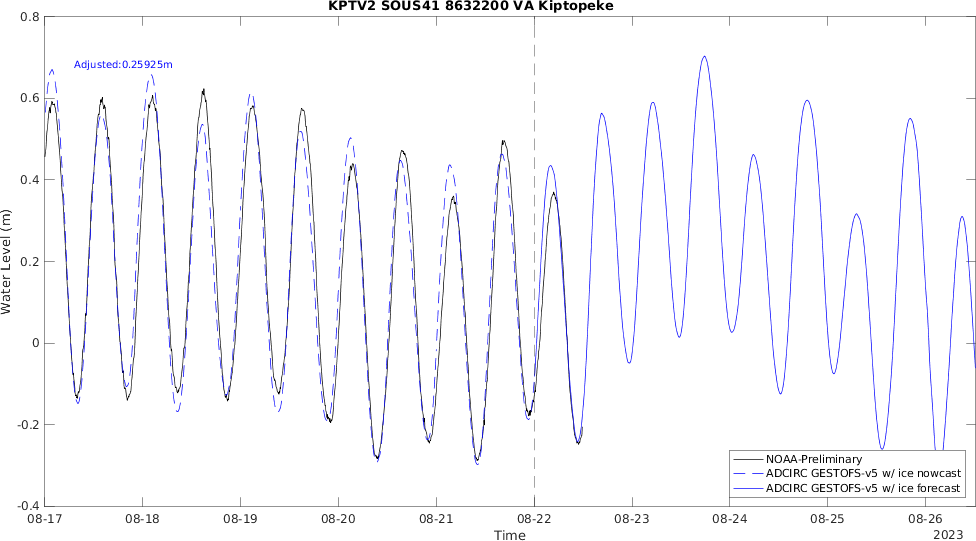 KPTV2 SOUS41 8632200 VA Kiptopeke
Adjusted:0.25925m
Water Level (m)
0.8
0.6
0.4
0.2
0
-0.2
-0.4
NOAA-Preliminary
ADCIRC GESTOFS-v5 w/ ice nowcast
ADCIRC GESTOFS-v5 w/ ice forecast
08-17 08-18 08-19 08-20 08-21 08-22 08-23 08-24 08-25 08-26
Time
2023